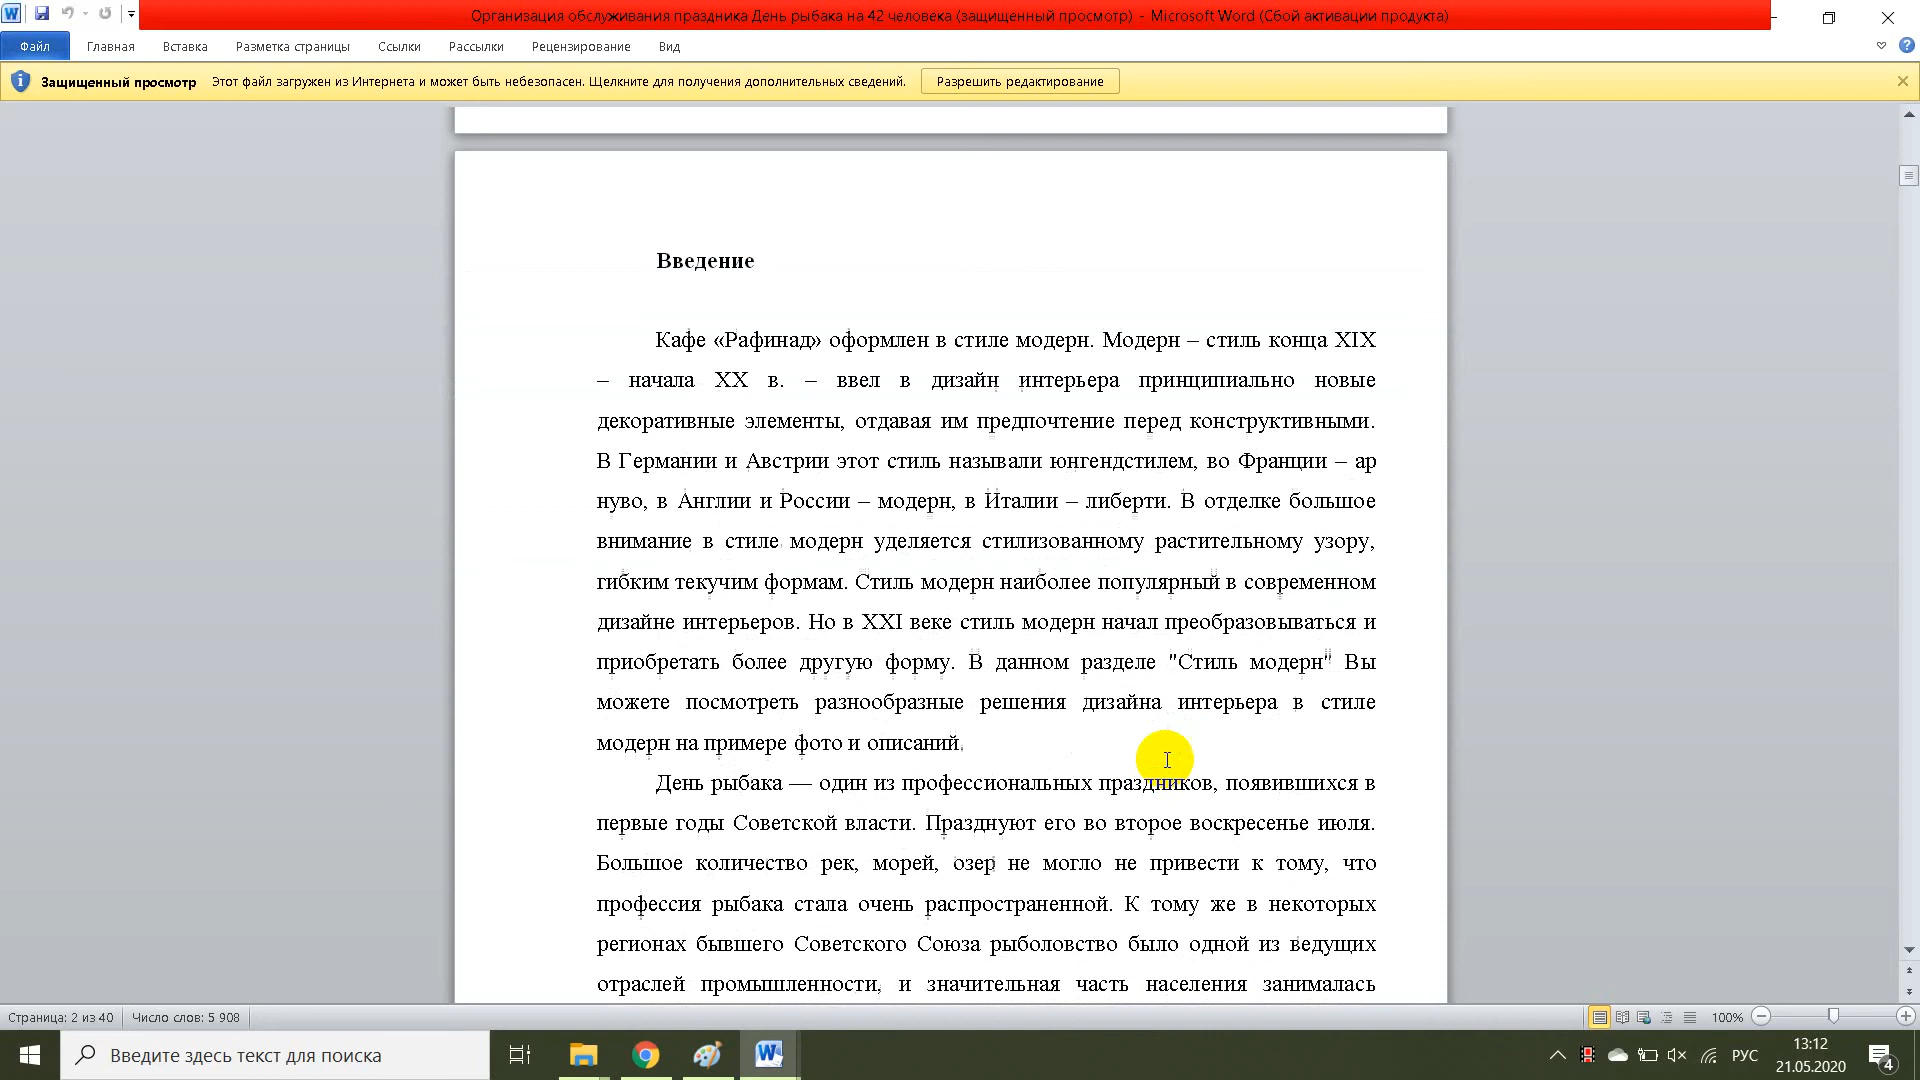 Организация обслуживания праздника День рыбака на 42 человека (защищенный просмотр) - Microsoft Word (Сбой активации продукта)
Файл Главная Вставка Разметка страницы Ссылки Рассылки Рецензирование Вид
Защищенный просмотр Этот файл загружен из Интернета и может быть небезопасен. Щелкните для получения дополнительных сведений. Разрешить редактирование
Введение
Кафе «Рафинад» оформлен в стиле модерн. Модерн – стиль конца XIX
– начала XX в. – ввел в дизайн интерьера принципиально новые
декоративные элементы, отдавая им предпочтение перед конструктивными.
В Германии и Австрии этот стиль называли юнгендстилем, во Франции – ар
нуво, в Англии и России – модерн, в Италии – либерти. В отделке большое
внимание в стиле модерн уделяется стилизованному растительному узору,
гибким текучим формам. Стиль модерн наиболее популярный в современном
дизайне интерьеров. Но в XXI веке стиль модерн начал преобразовываться и
приобретать более другую форму. В данном разделе "Стиль модерн" Вы
можете посмотреть разнообразные решения дизайна интерьера в стиле
модерн на примере фото и описаний.
День рыбака — один из профессиональных праздников, появившихся в
первые годы Советской власти. Празднуют его во второе воскресенье июля.
Большое количество рек, морей, озер не могло не привести к тому, что
профессия рыбака стала очень распространенной. К тому же в некоторых
регионах бывшего Советского Союза рыболовство было одной из ведущих
отраслей промышленности, и значительная часть населения занималась
Страница: 2 из 40 Число слов: 5 908 100%
Введите здесь текст для поиска РУС 13:12
21.05.2020 4